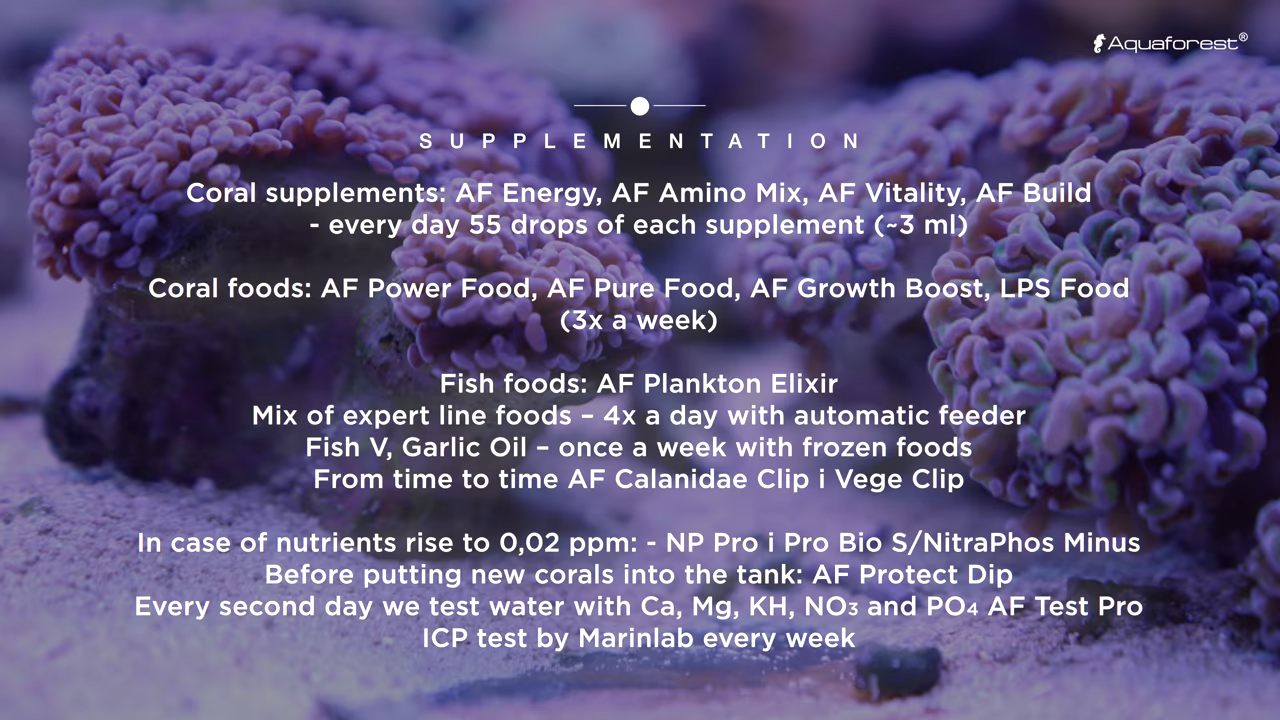 Aquaforest®
SUPPLEMENTATION
Coral supplements: AF Energy, AF Amino Mix, AF Vitality, AF Build
- every day 55 drops of each supplement (~3 ml)
Coral foods: AF Power Food, AF Pure Food, AF Growth Boost, LPS Food
(3x a week)
Fish foods: AF Plankton Elixir
Mix of expert line foods – 4x a day with automatic feeder
Fish V, Garlic Oil – once a week with frozen foods
From time to time AF Calanidae Clip i Vege Clip
In case of nutrients rise to 0,02 ppm: - NP Pro i Pro Bio S/NitraPhos Minus
Before putting new corals into the tank: AF Protect Dip
Every second day we test water with Ca, Mg, KH, NO3 and PO4 AF Test Pro
ICP test by Marinlab every week